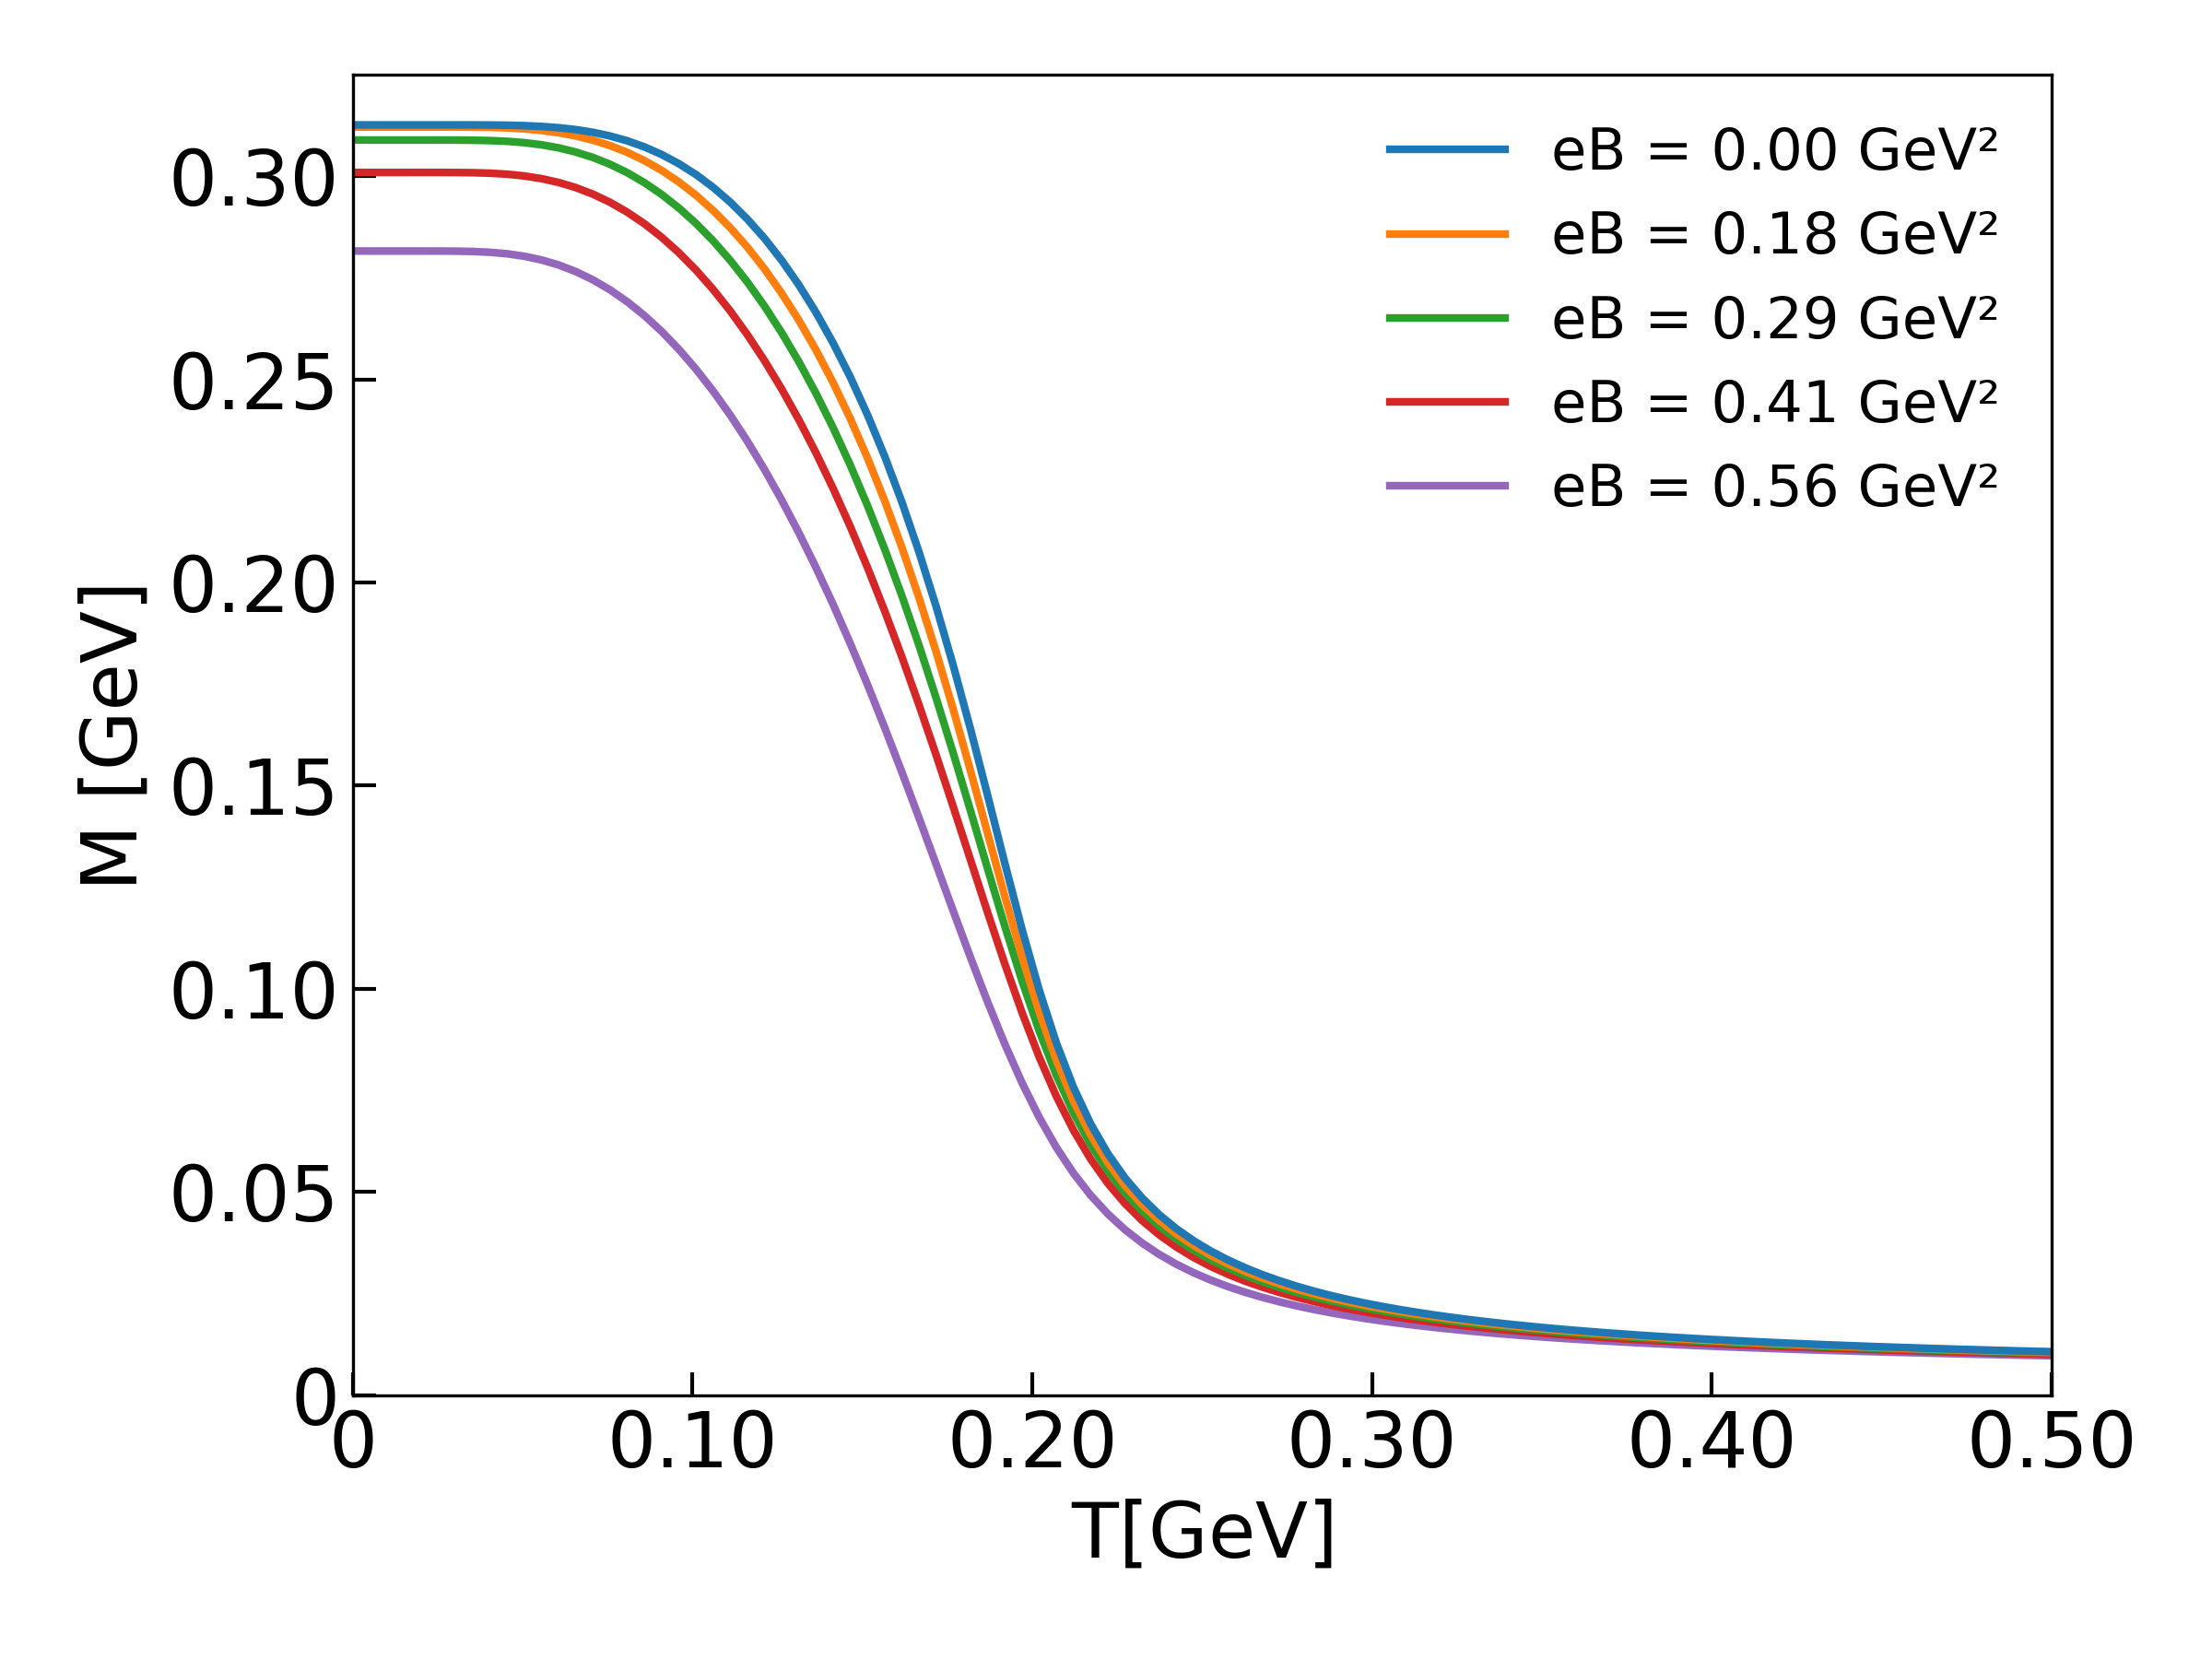 eB = 0.00 GeV²
eB = 0.18 GeV²
eB = 0.29 GeV²
eB = 0.41 GeV²
eB = 0.56 GeV²
M [GeV]
0.30
0.25
0.20
0.15
0.10
0.05
0
0
0.10
0.20
0.30
0.40
0.50
T[GeV]